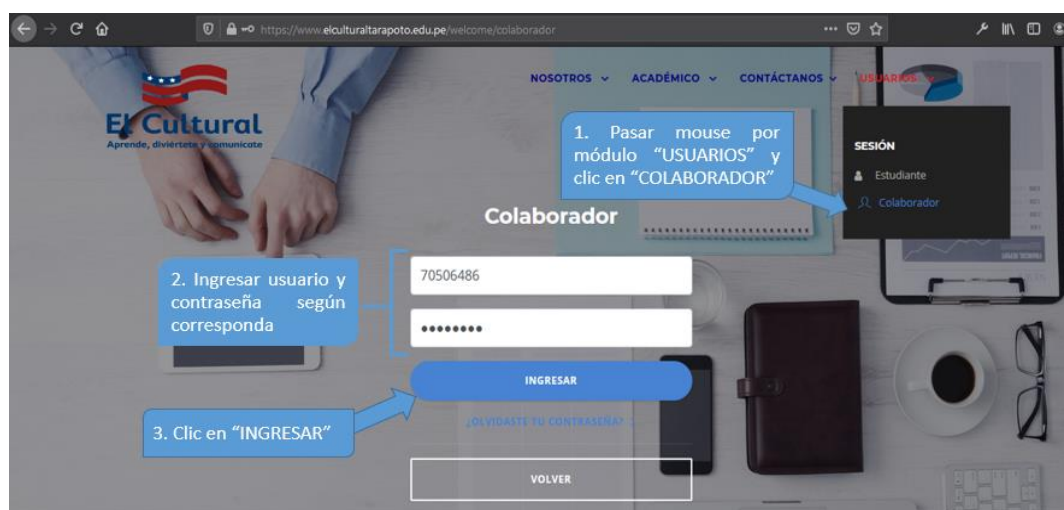 https://www.elculturaltarapoto.edu.pe/welcome/colaborador
NOSOTROS ACADÉMICO CONTÁCTANOS USUARIOS
El Cultural
Aprende, diviértete y comunícate
1. Pasar mouse por
módulo “USUARIOS” y
clic en “COLABORADOR”
SESIÓN
Estudiante
Colaborador
Colaborador
2. Ingresar usuario y
contraseña según
corresponda
70506486
••••••••
INGRESAR
3. Clic en “INGRESAR”
¿OLVIDASTE TU CONTRASEÑA?
VOLVER